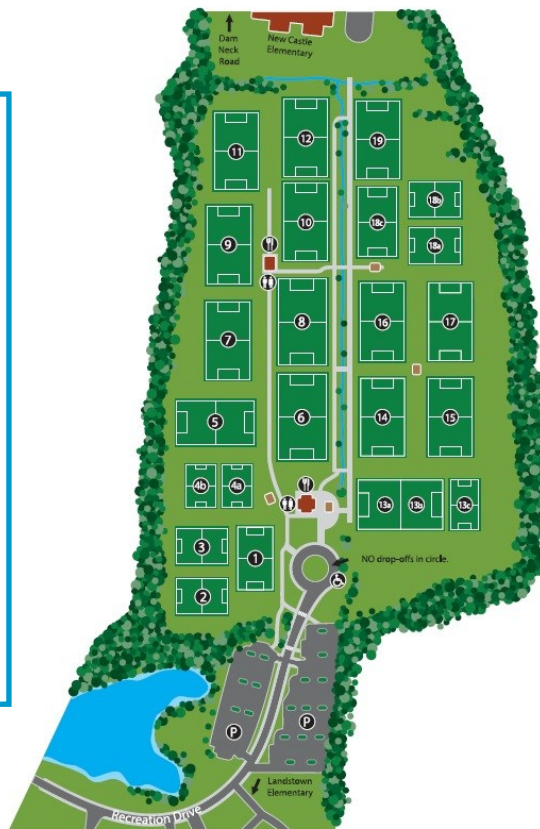 Dam
Neck
Road
New Castle
Elementary
11
12
19
9
10
18c
18b
18a
7
8
16
17
5
6
14
15
4b
4a
13a
13b
13c
3
1
2
NO drop-offs in circle.
P
P
Landstown
Elementary
Recreation Drive